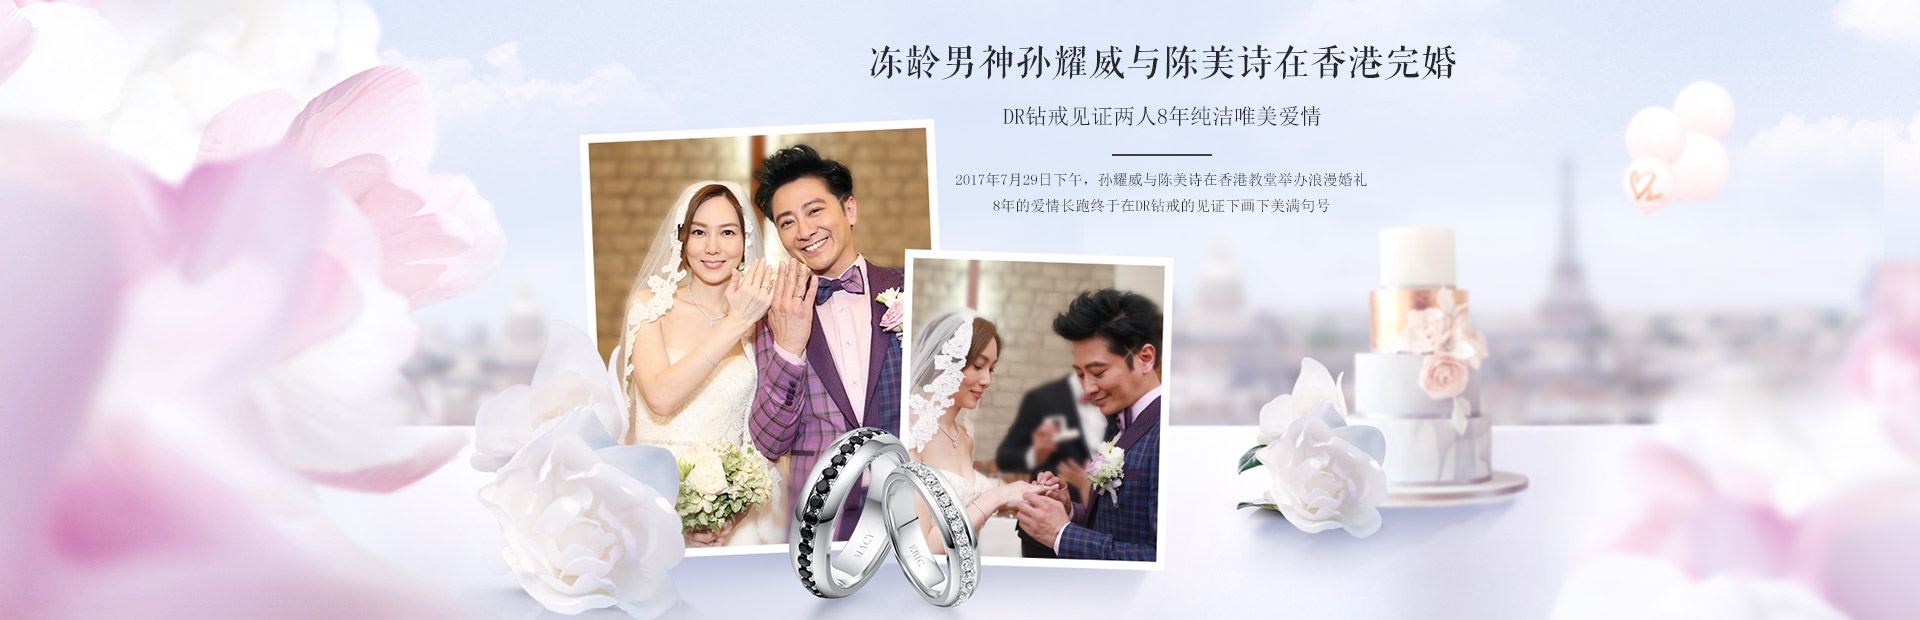 冻龄男神孙耀威与陈美诗在香港完婚
DR钻戒见证两人8年纯洁唯美爱情
2017年7月29日下午，孙耀威与陈美诗在香港教堂举办浪漫婚礼
8年的爱情长跑终于在DR钻戒的见证下画下美满句号
MACY
ERIC